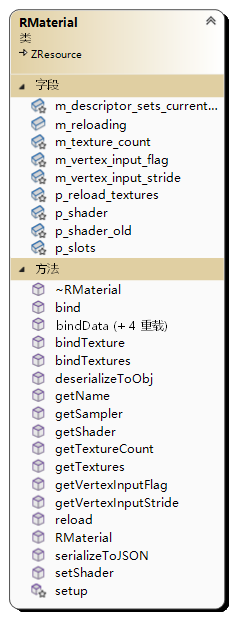 RMaterial
类
ZResource
字段
m_descriptor_sets_current...
m_reloading
m_texture_count
m_vertex_input_flag
m_vertex_input_stride
p_reload_textures
p_shader
p_shader_old
p_slots
方法
~RMaterial
bind
bindData (+ 4 重载)
bindTexture
bindTextures
deserializeToObj
getName
getSampler
getShader
getTextureCount
getTextures
getVertexInputFlag
getVertexInputStride
reload
RMaterial
serializeToJSON
setShader
setup